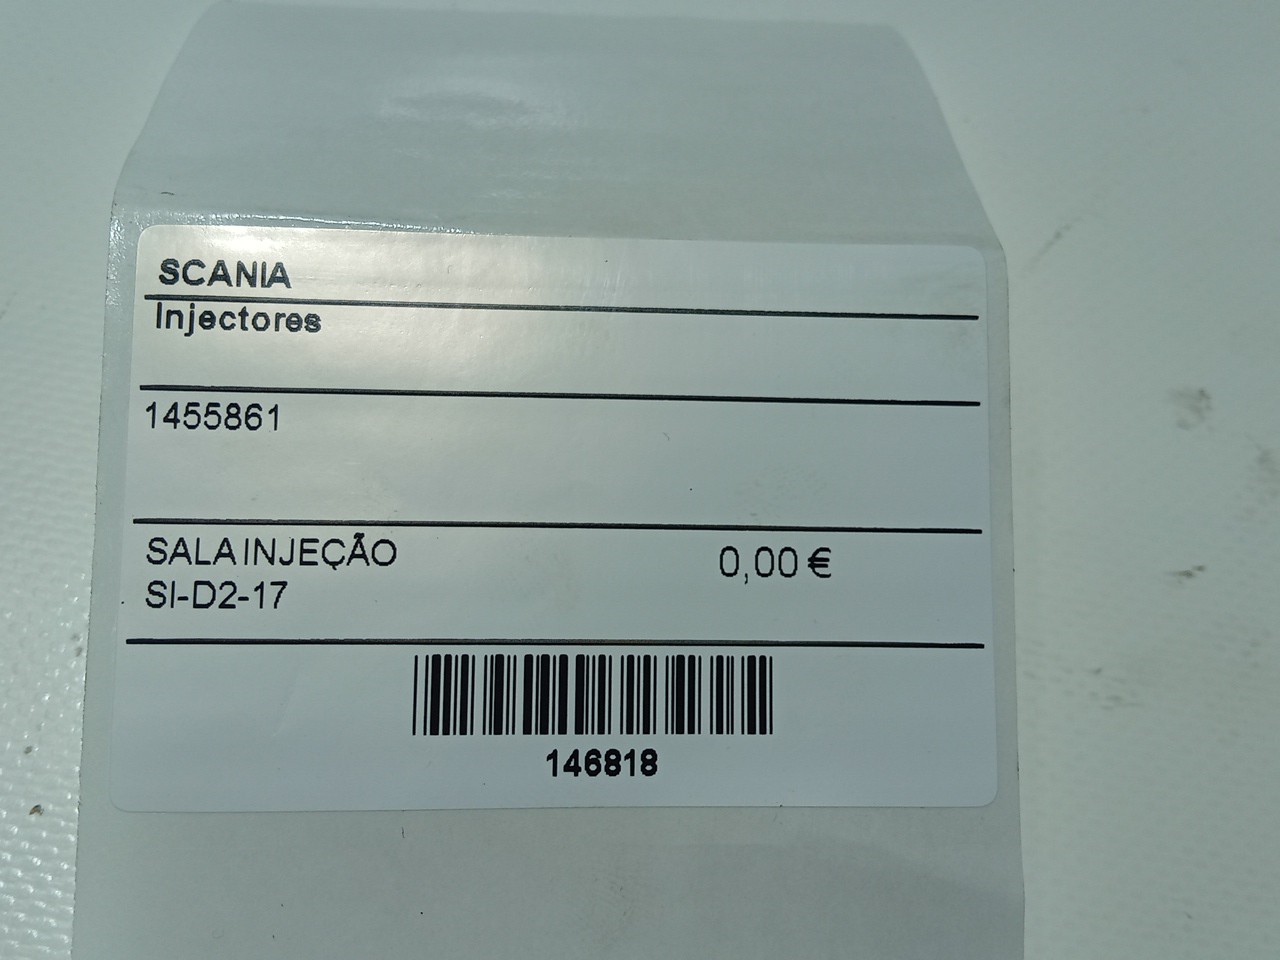 SCANIA
Injectores
1455861
SALA INJEÇÃO 0,00 €
SI-D2-17
146818